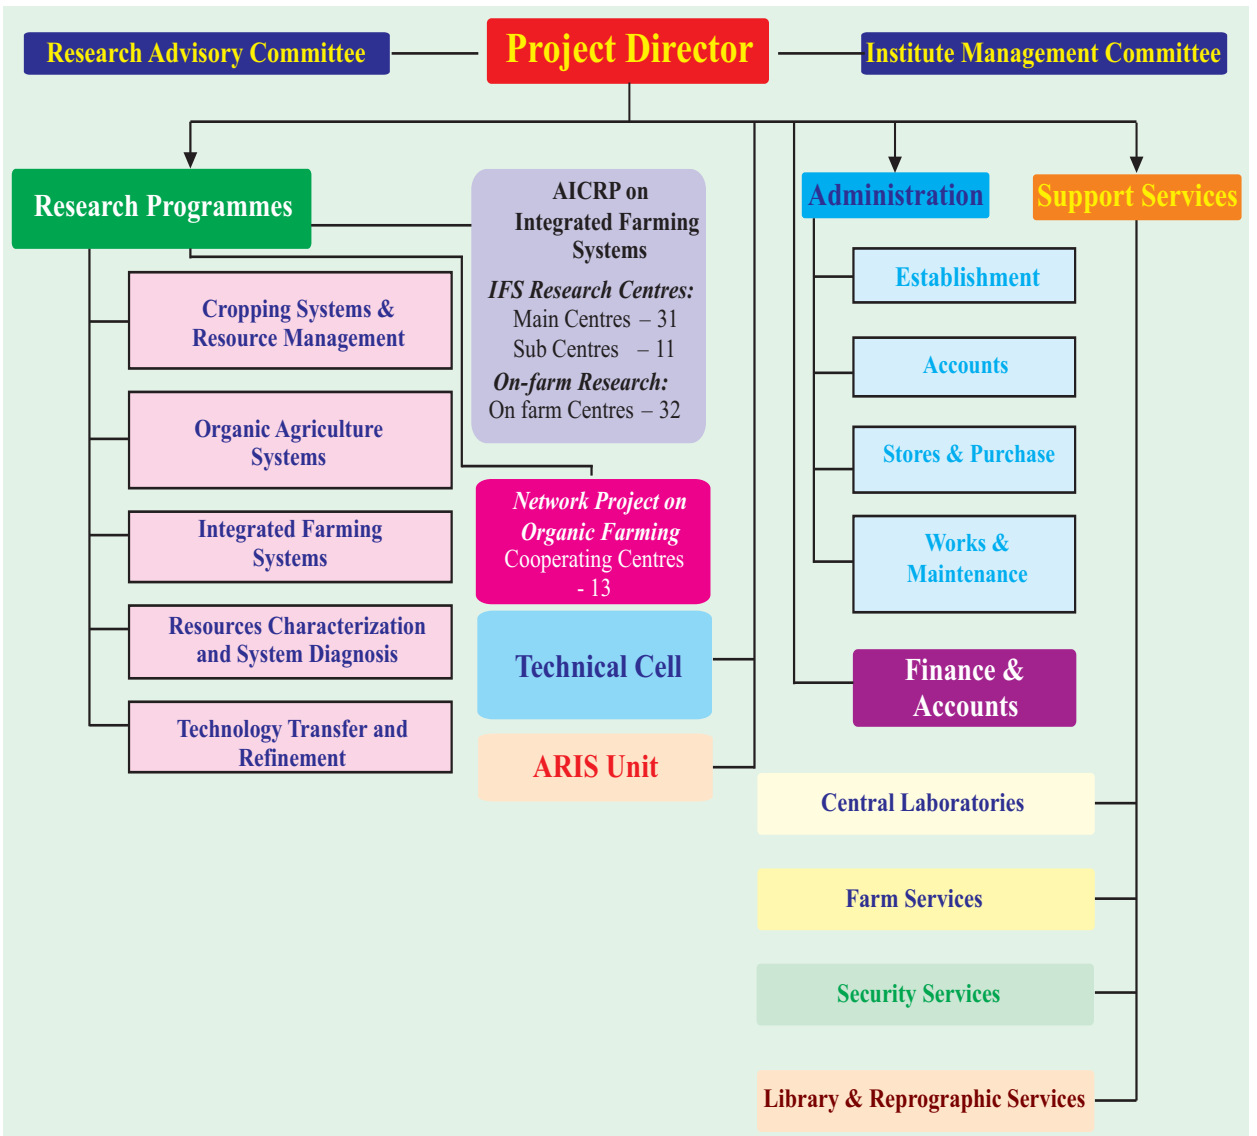 Research Advisory Committee
Project Director
Institute Management Committee
Research Programmes
Cropping Systems &
Resource Management
Organic Agriculture
Systems
Integrated Farming
Systems
Resources Characterization
and System Diagnosis
Technology Transfer and
Refinement
AICRP on
Integrated Farming
Systems
IFS Research Centres:
Main Centres – 31
Sub Centres – 11
On-farm Research:
On farm Centres – 32
Network Project on
Organic Farming
Cooperating Centres
- 13
Technical Cell
ARIS Unit
Administration
Establishment
Accounts
Stores & Purchase
Works &
Maintenance
Finance &
Accounts
Support Services
Central Laboratories
Farm Services
Security Services
Library & Reprographic Services